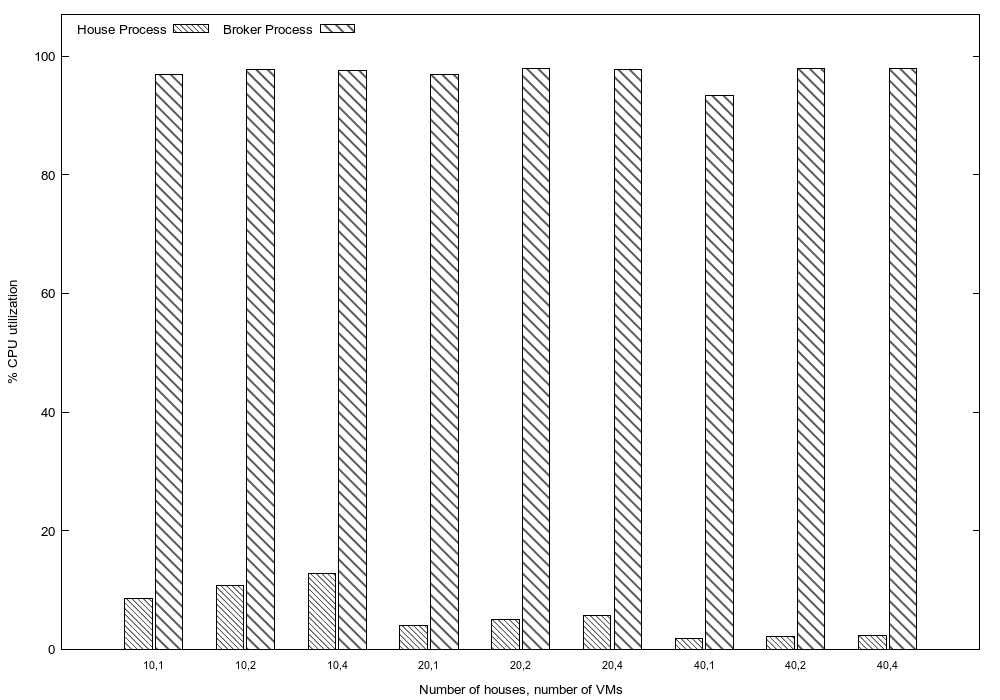 House Process Broker Process
100
80
60
40
20
0
% CPU utilization
10,1 10,2 10,4 20,1 20,2 20,4 40,1 40,2 40,4
Number of houses, number of VMs